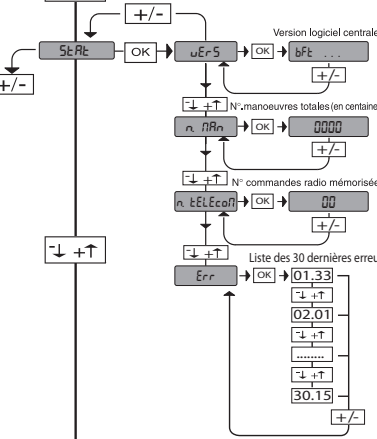 +/-
Version logiciel centrale
StAt
OK
uErS
OK
bFt ...
+/-
+/-
- ↓ + ↑
N°.manoeuvres totales (en centaine
n. MAn
OK
0000
+/-
- ↓ + ↑
N° commandes radio mémorisée
n. tELEcoM
OK
00
+/-
- ↓ + ↑
- ↓ + ↑
Liste des 30 dernières erreu
Err
OK
01.33
- ↓ + ↑
02.01
- ↓ + ↑
........
- ↓ + ↑
30.15
+/-